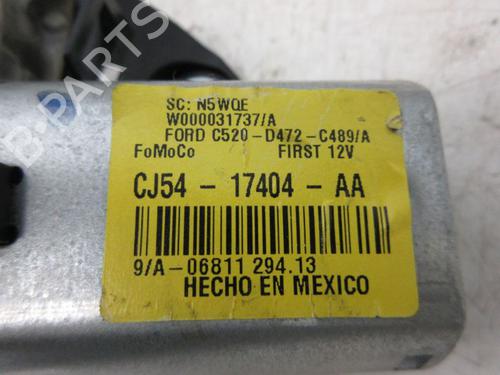 SC: N5WQE
W000031737/A
FORD C520-D472-C489/A
FoMoCo FIRST 12V
CJ54 - 17404 - AA
9/A-06811 294.13
HECHO EN MEXICO